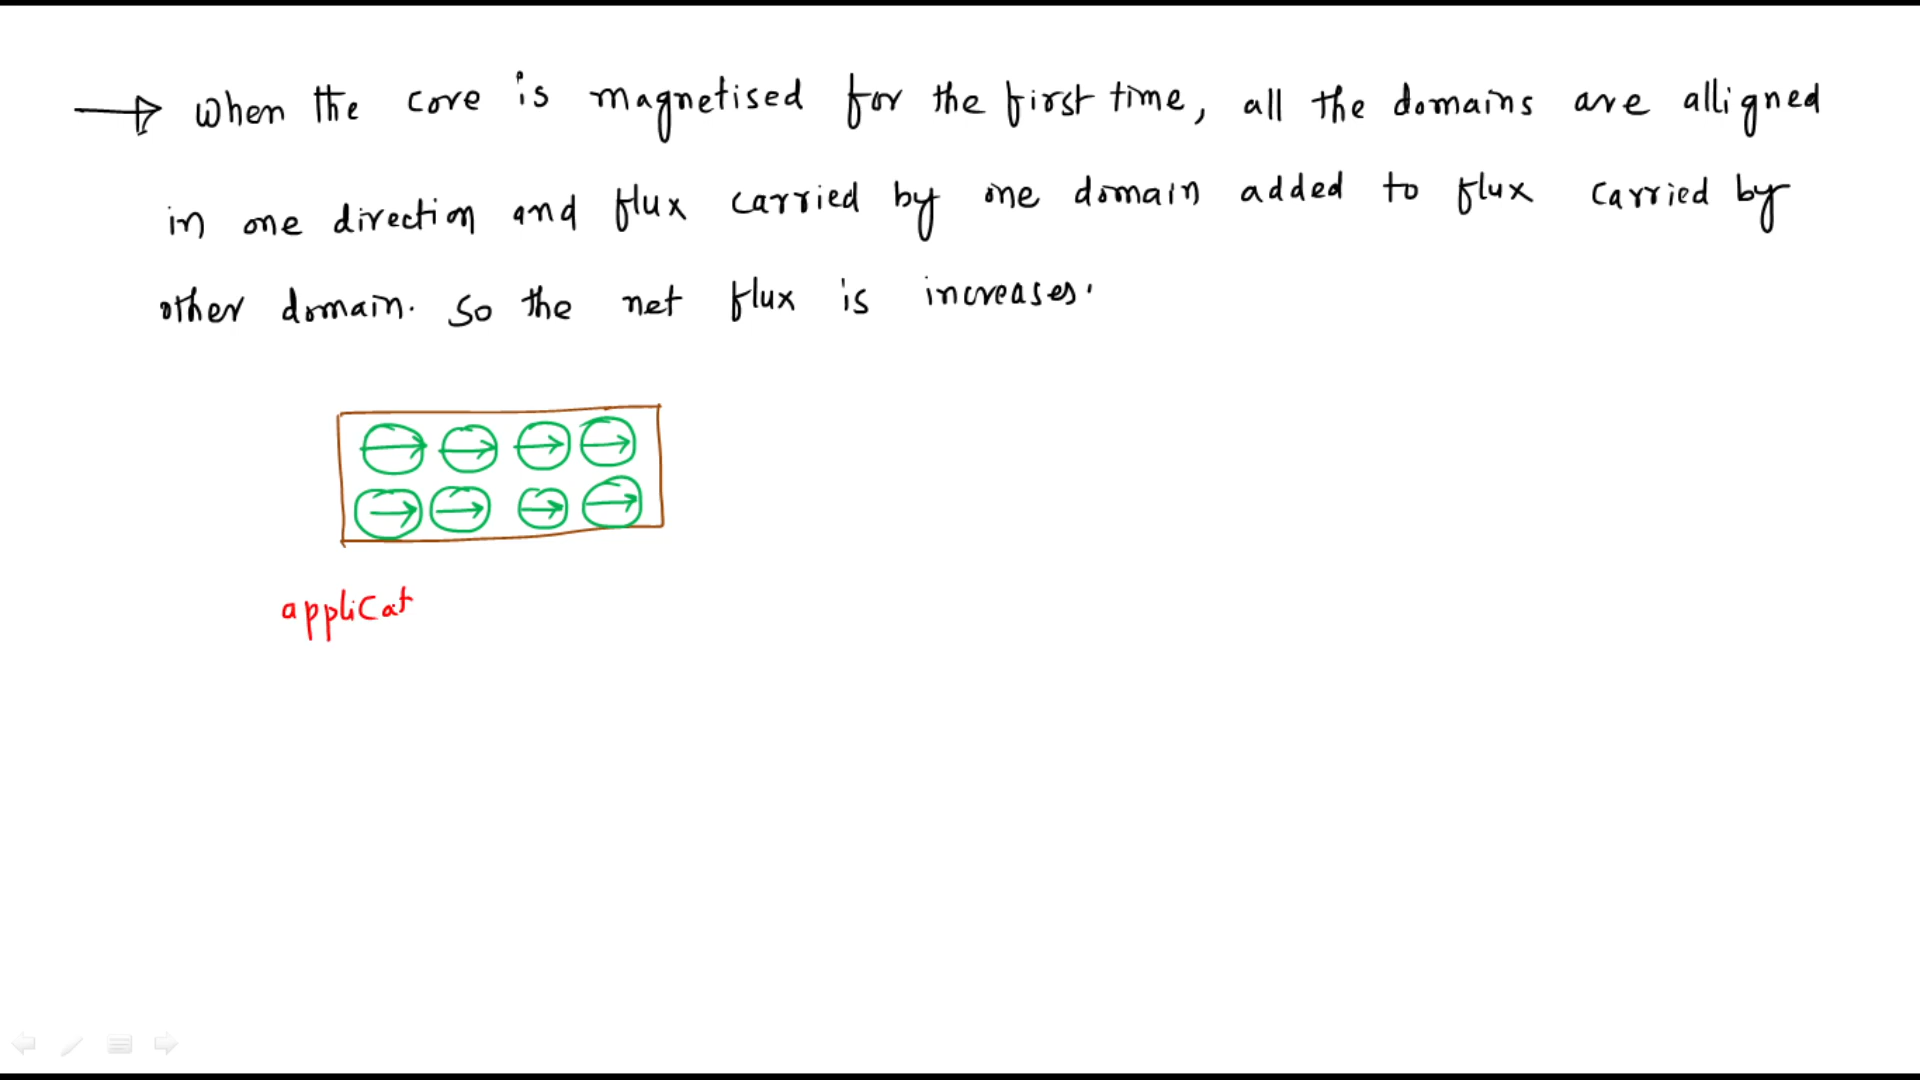 When the core is magnetised for the first time, all the domains are alligned
in one direction and flux carried by one domain added to flux carried by
other domain. So the net flux is increases.
applicat